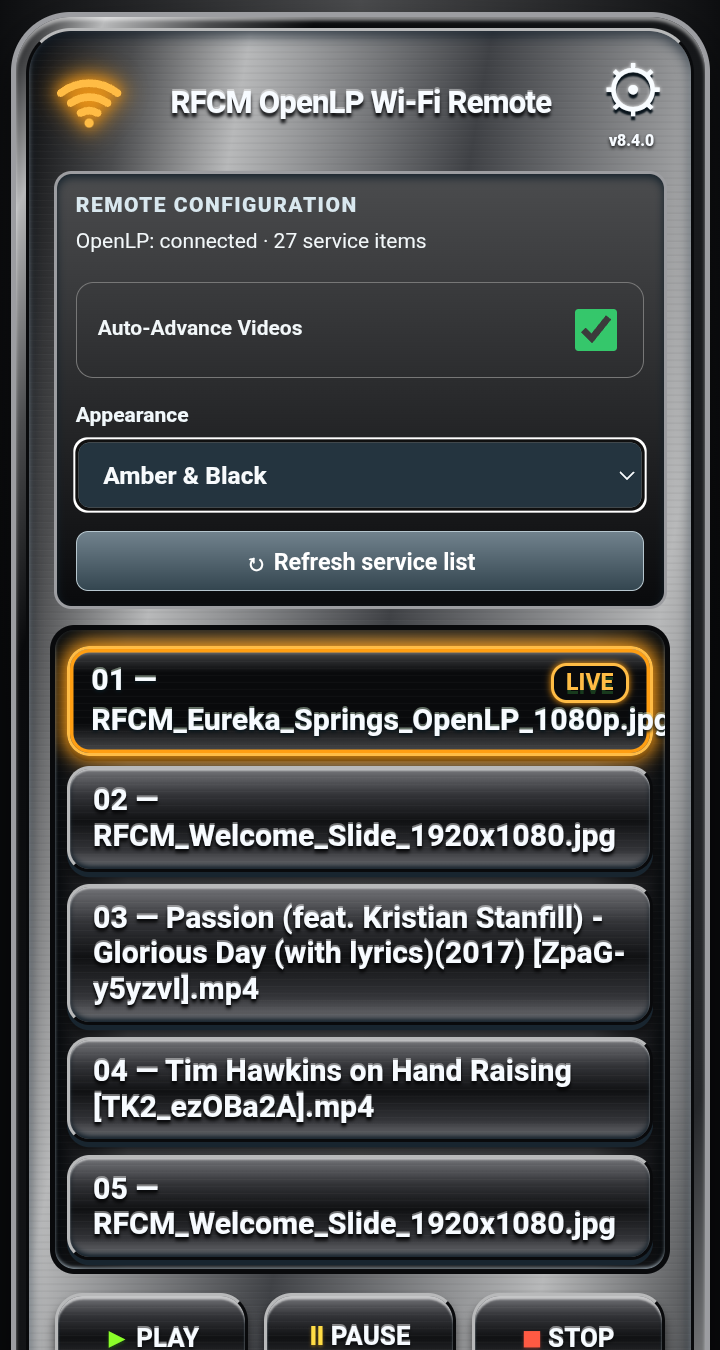 RFCM OpenLP Wi-Fi Remote
v8.4.0
REMOTE CONFIGURATION
OpenLP: connected · 27 service items
Auto-Advance Videos
Appearance
Amber & Black
↻ Refresh service list
01 —
LIVE
RFCM_Eureka_Springs_OpenLP_1080p.jpg
02 —
RFCM_Welcome_Slide_1920x1080.jpg
03 — Passion (feat. Kristian Stanfill) -
Glorious Day (with lyrics)(2017) [ZpaG-
y5yzvI].mp4
04 — Tim Hawkins on Hand Raising
[TK2_ezOBa2A].mp4
05 —
RFCM_Welcome_Slide_1920x1080.jpg
PLAY
PAUSE
STOP